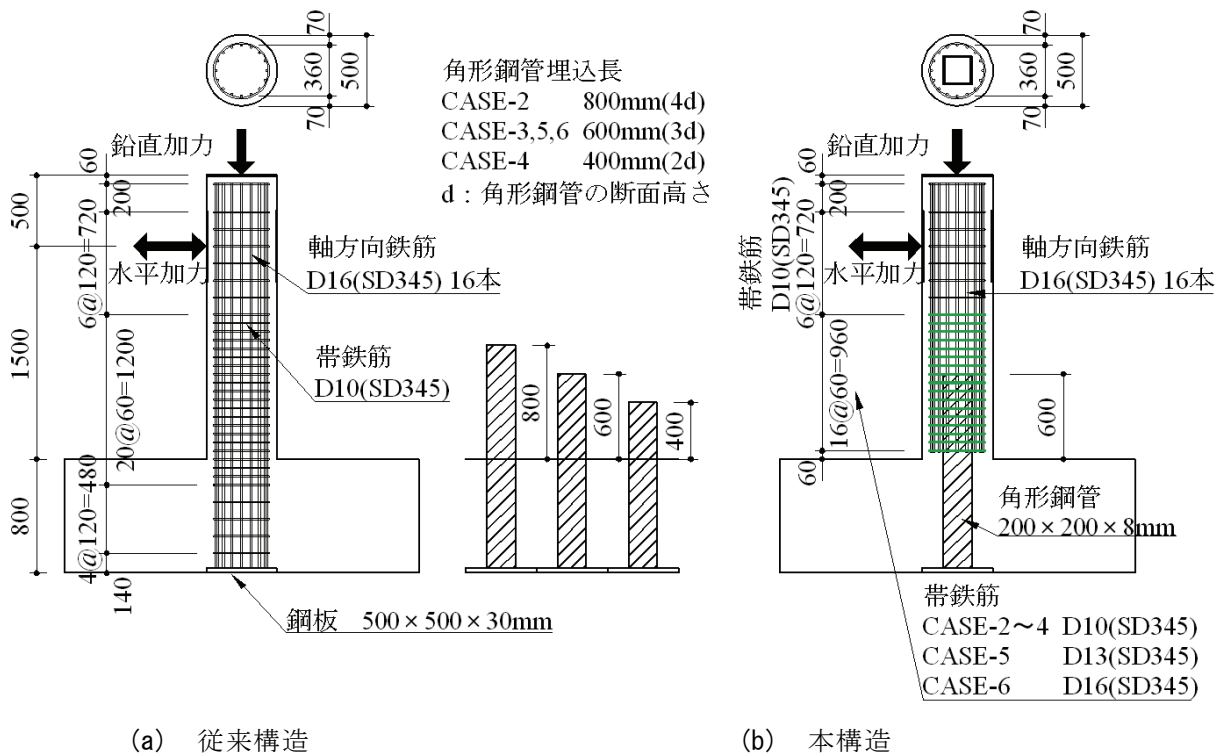 70
360
500
70
鉛直加力
60
200
500
水平加力
6@120=720
1500
20@60=1200
800
4@120=480
140
軸方向鉄筋
D16(SD345) 16本
帯鉄筋
D10(SD345)
鋼板 500×500×30mm
(a) 従来構造
角形鋼管埋込長
CASE-2 800mm(4d)
CASE-3,5,6 600mm(3d)
CASE-4 400mm(2d)
d:角形鋼管の断面高さ
800
600
400
70
360
500
70
鉛直加力
60
200
帯鉄筋
D10(SD345)
6@120=720
水平加力
16@60=960
60
軸方向鉄筋
D16(SD345) 16本
600
角形鋼管
200×200×8mm
帯鉄筋
CASE-2~4 D10(SD345)
CASE-5 D13(SD345)
CASE-6 D16(SD345)
(b) 本構造